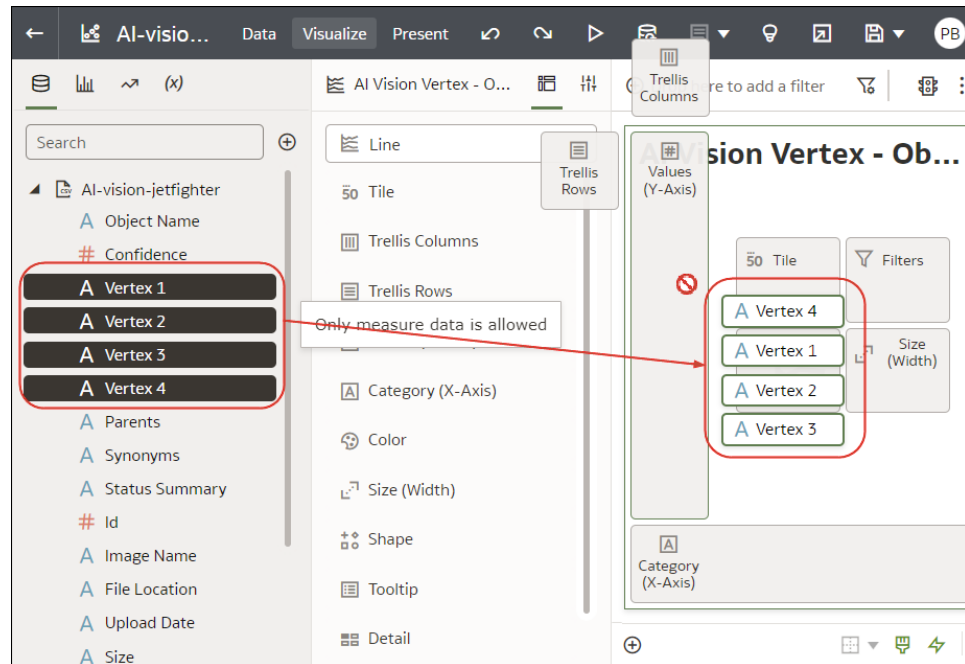 AI-visio...
Data
Visualize
Present
PB
(x)
Search
AI-vision-jetfighter
A Object Name
# Confidence
A Vertex 1
A Vertex 2
A Vertex 3
A Vertex 4
A Parents
A Synonyms
A Status Summary
# Id
A Image Name
A File Location
A Upload Date
A Size
AI Vision Vertex - O...
Line
50 Tile
Trellis Columns
Trellis Rows
Only measure data is allowed
Category (X-Axis)
Color
Size (Width)
Shape
Tooltip
Detail
Trellis
Columns
re to add a filter
Trellis
Rows
Vision Vertex - Ob...
Values
(Y-Axis)
50 Tile
Filters
A Vertex 4
A Vertex 1
A Vertex 2
A Vertex 3
Size
(Width)
Category
(X-Axis)